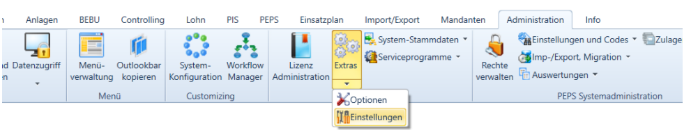 Anlagen BEBU Controlling Lohn PIS PEPS Einsatzplan Import/Export Mandanten Administration Info
System-Stammdaten Einstellungen und Codes Zulage
Datenzugriff Menü- Outlookbar System- Workflow Lizenz Extras Serviceprogramme Rechte Imp-/Export, Migration
verwaltung kopieren Konfiguration Manager Administration verwalten Auswertungen
Menü Customizing PEPS Systemadministration
Optionen
Einstellungen